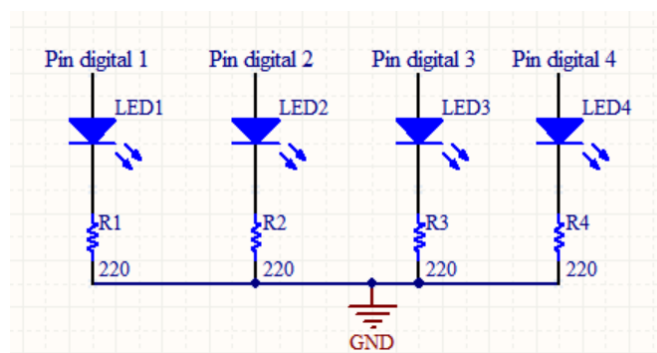 Pin digital 1 Pin digital 2 Pin digital 3 Pin digital 4
LED1 LED2 LED3 LED4
R1 R2 R3 R4
220 220 220 220
GND